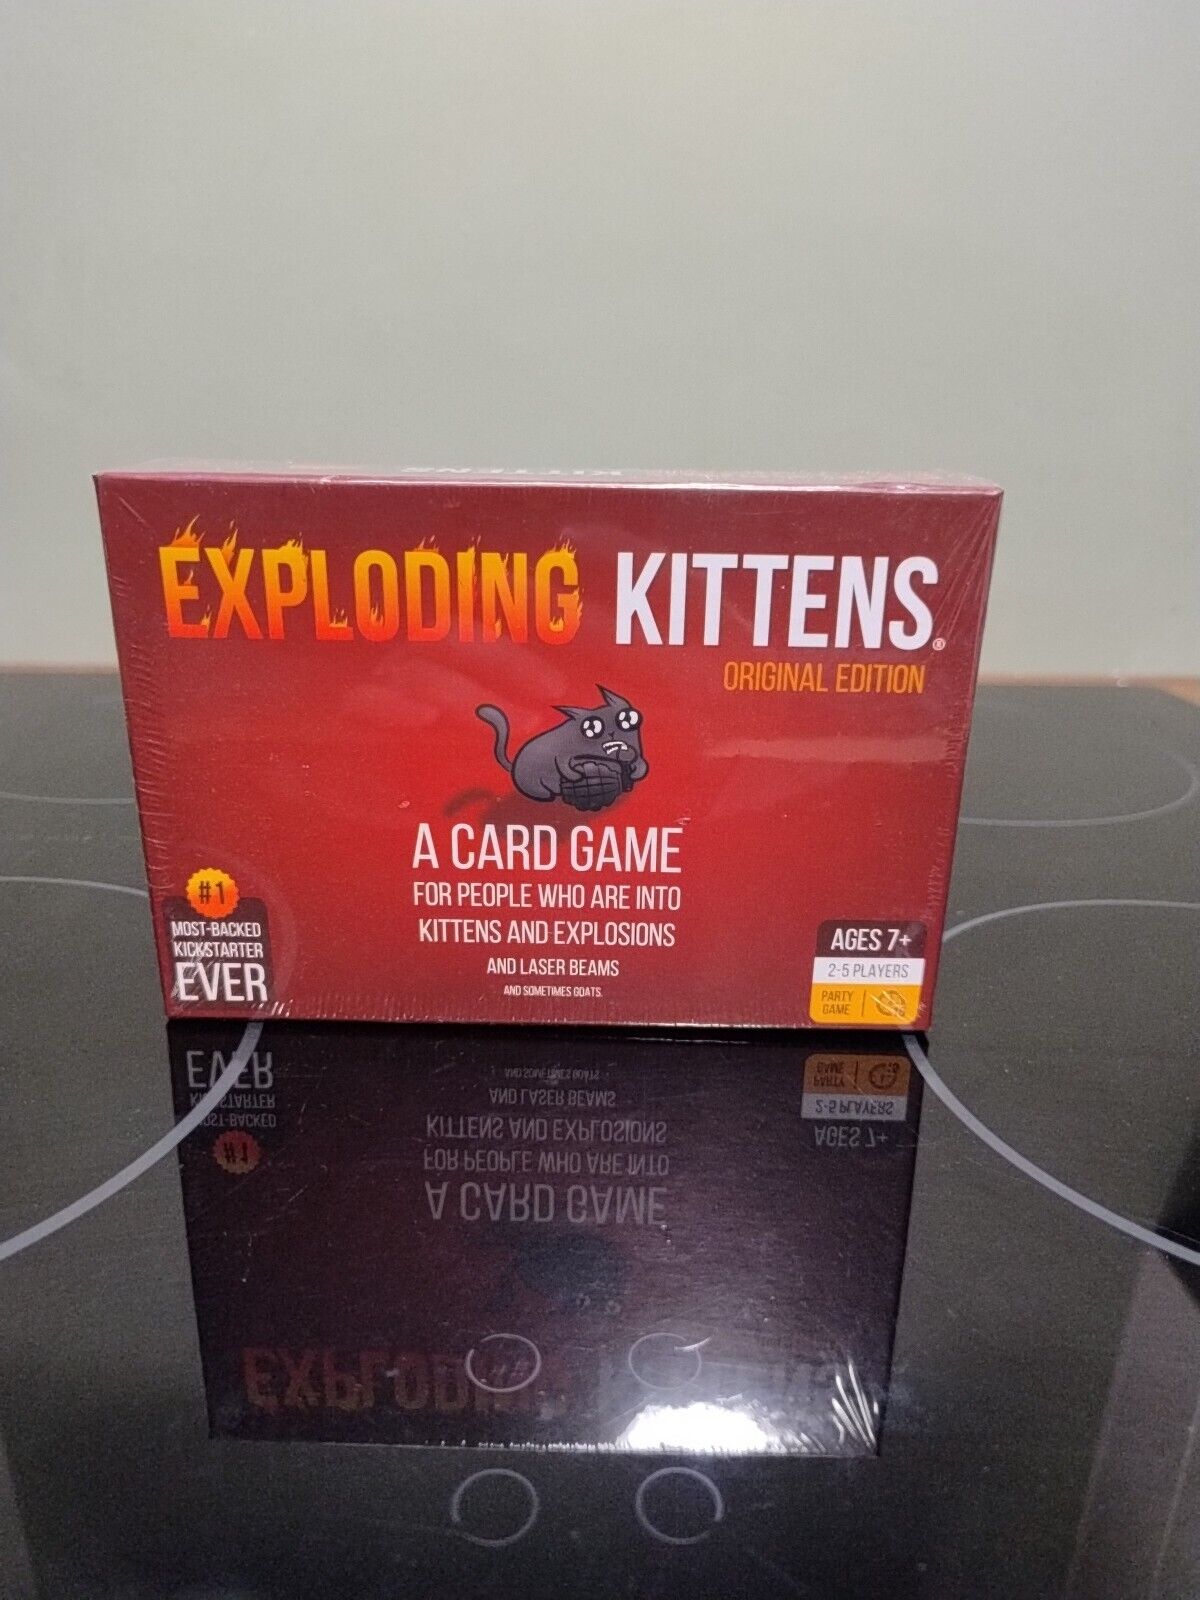 KITTENS
EXPLODING KITTENS®
ORIGINAL EDITION
A CARD GAME
FOR PEOPLE WHO ARE INTO
KITTENS AND EXPLOSIONS
AND LASER BEAMS
AND SOMETIMES GOATS.
#1
MOST-BACKED
KICKSTARTER
EVER
AGES 7+
2-5 PLAYERS
PARTY
GAME